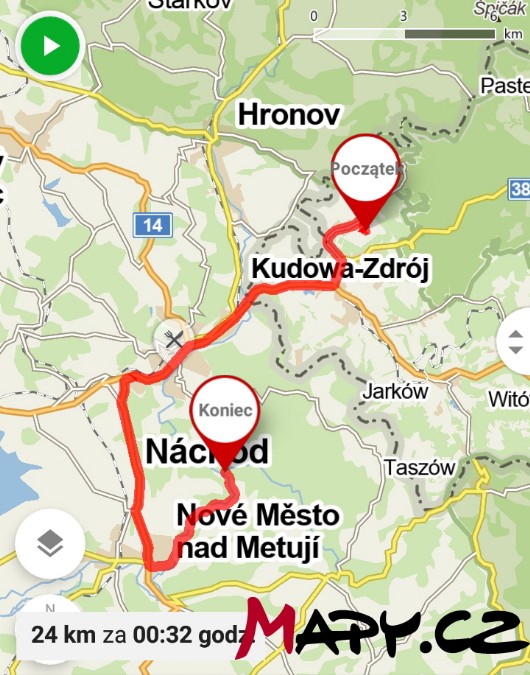 Starkov
Špičák
0 3 6 km
Paste
Hronov
Początek
38
14
Kudowa-Zdrój
Jarków
Witó
Koniec
Náchod
Taszów
Nové Město
nad Metují
N
24 km za 00:32 godz.
MAPY.CZ